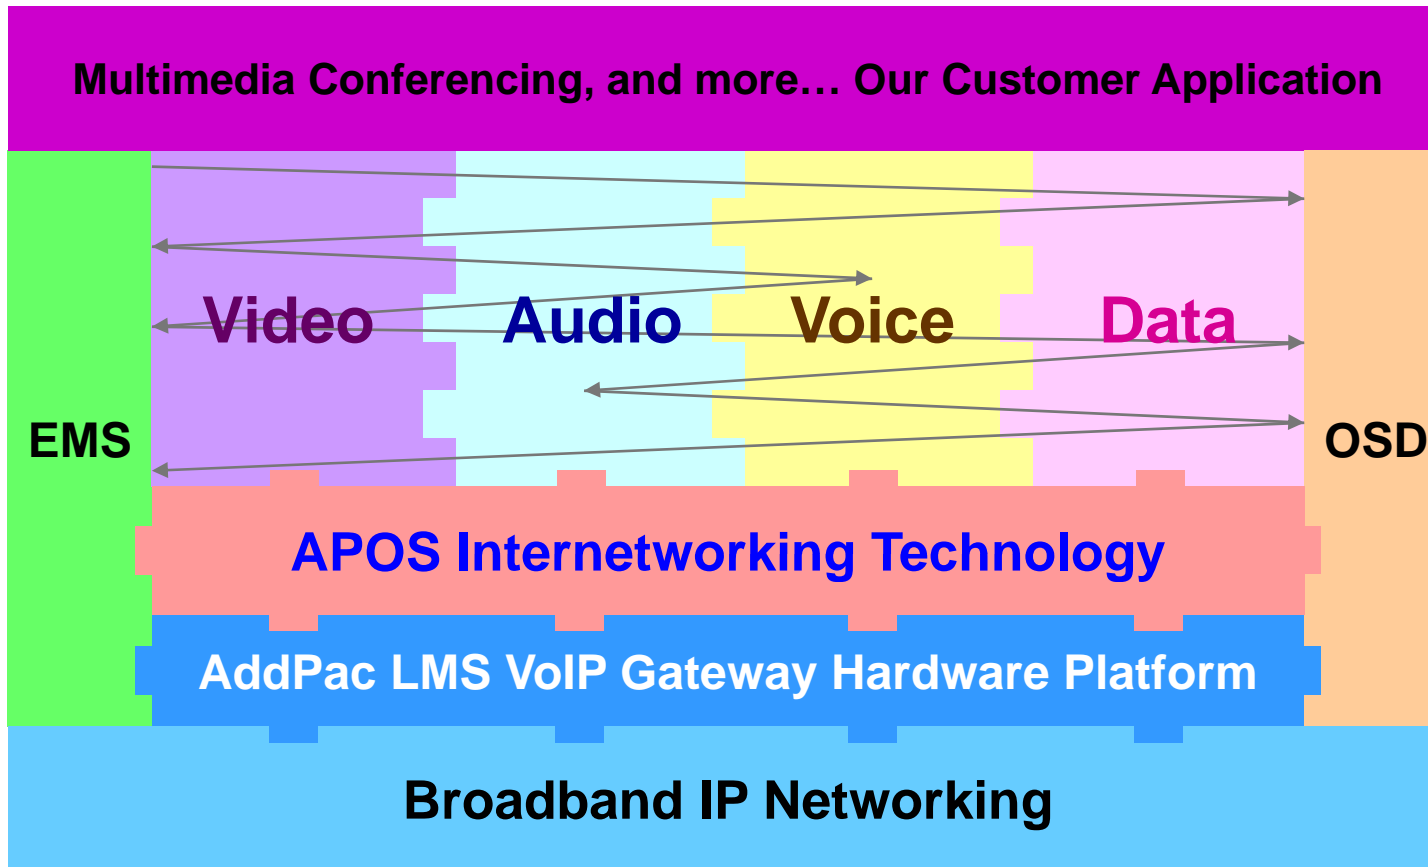 Multimedia Conferencing, and more… Our Customer Application
Video Audio Voice Data
EMS
OSD
APOS Internetworking Technology
AddPac LMS VoIP Gateway Hardware Platform
Broadband IP Networking